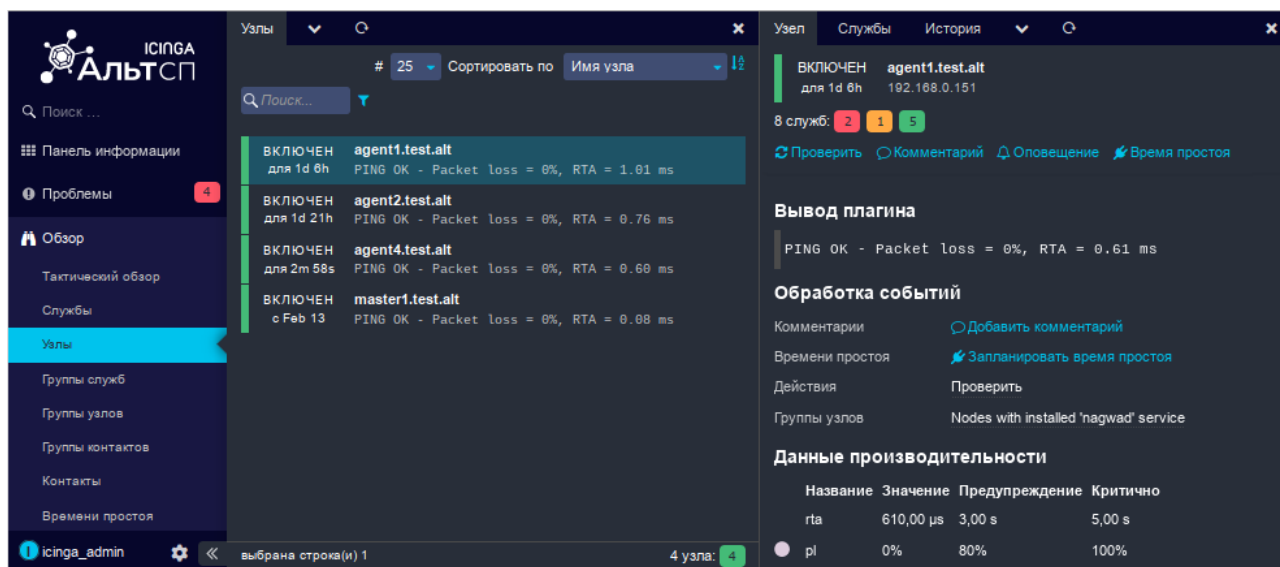 ICINGA
АЛЬТСП
Поиск ...
Панель информации
Проблемы 4
Обзор
Тактический обзор
Службы
Узлы
Группы служб
Группы узлов
Группы контактов
Контакты
Времени простоя
I icinga_admin
Узлы
# 25 Сортировать по Имя узла
Поиск...
ВКЛЮЧЕН agent1.test.alt
для 1d 6h PING OK - Packet loss = 0%, RTA = 1.01 ms
ВКЛЮЧЕН agent2.test.alt
для 1d 21h PING OK - Packet loss = 0%, RTA = 0.76 ms
ВКЛЮЧЕН agent4.test.alt
для 2m 58s PING OK - Packet loss = 0%, RTA = 0.60 ms
ВКЛЮЧЕН master1.test.alt
с Feb 13 PING OK - Packet loss = 0%, RTA = 0.08 ms
выбрана строка(и) 1 4 узла: 4
Узел Службы История
ВКЛЮЧЕН agent1.test.alt
для 1d 6h 192.168.0.151
8 служб: 2 1 5
Проверить Комментарий Оповещение Время простоя
Вывод плагина
PING OK - Packet loss = 0%, RTA = 0.61 ms
Обработка событий
Комментарии Добавить комментарий
Времени простоя Запланировать время простоя
Действия Проверить
Группы узлов Nodes with installed 'nagwad' service
Данные производительности
Название Значение Предупреждение Критично
rta 610,00 µs 3,00 s 5,00 s
pl 0% 80% 100%